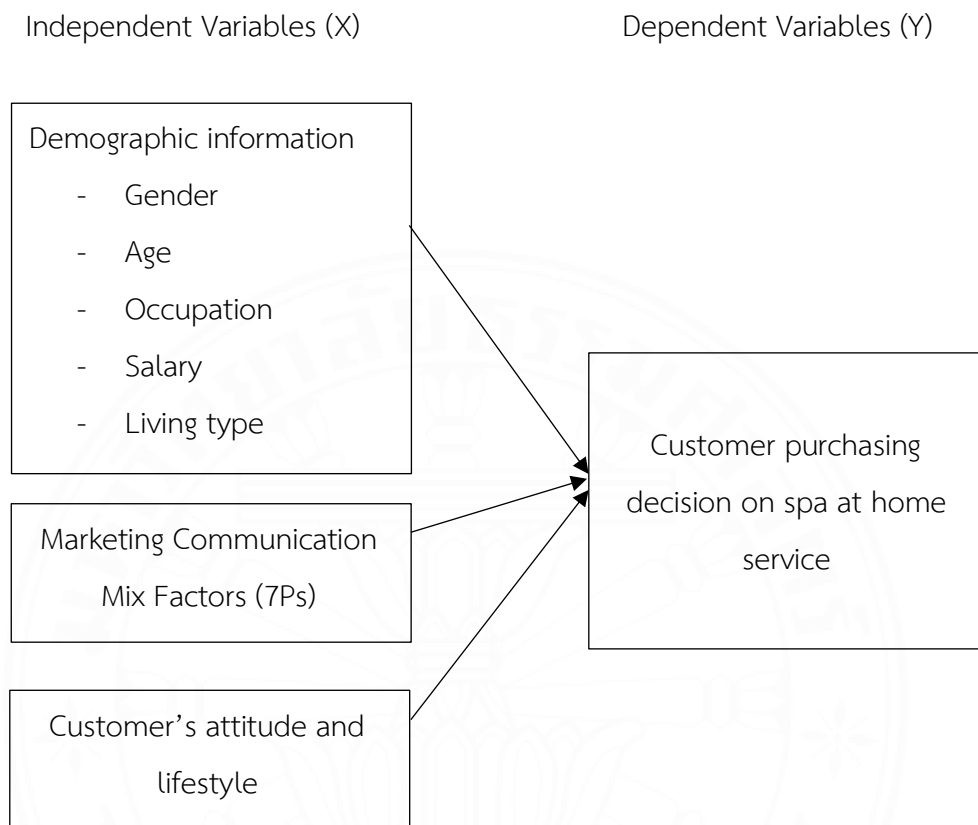 Independent Variables (X)
Dependent Variables (Y)
Demographic information
- Gender
- Age
- Occupation
- Salary
- Living type
Marketing Communication
Mix Factors (7Ps)
Customer's attitude and
lifestyle
Customer purchasing
decision on spa at home
service